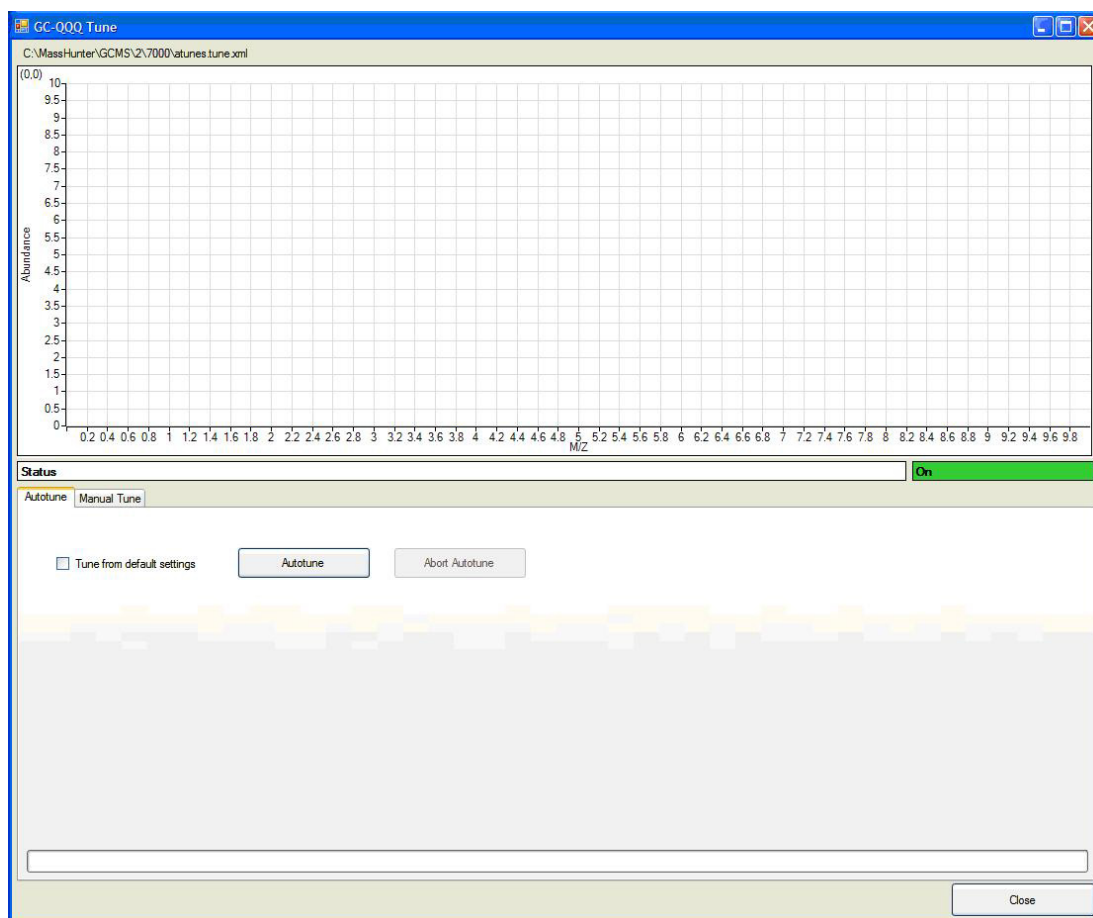 GC-QQQ Tune
C:\MassHunter\GCMS\2\7000\atunes.tune.xml
(0,0)
10
9.5
9
8.5
8
7.5
7
6.5
6
5.5
5
4.5
4
3.5
3
2.5
2
1.5
1
0.5
0
Abundance
0.2 0.4 0.6 0.8 1 1.2 1.4 1.6 1.8 2 2.2 2.4 2.6 2.8 3 3.2 3.4 3.6 3.8 4 4.2 4.4 4.6 4.8 5 5.2 5.4 5.6 5.8 6 6.2 6.4 6.6 6.8 7 7.2 7.4 7.6 7.8 8 8.2 8.4 8.6 8.8 9 9.2 9.4 9.6 9.8
M/Z
Status On
Autotune Manual Tune
Tune from default settings Autotune Abort Autotune
Close